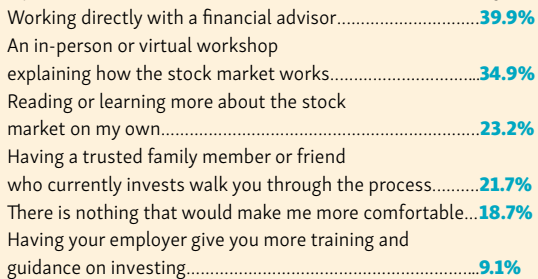 Working directly with a financial advisor................................39.9%
An in-person or virtual workshop
explaining how the stock market works.................................34.9%
Reading or learning more about the stock
market on my own......................................................................23.2%
Having a trusted family member or friend
who currently invests walk you through the process..........21.7%
There is nothing that would make me more comfortable...18.7%
Having your employer give you more training and
guidance on investing...............................................................9.1%